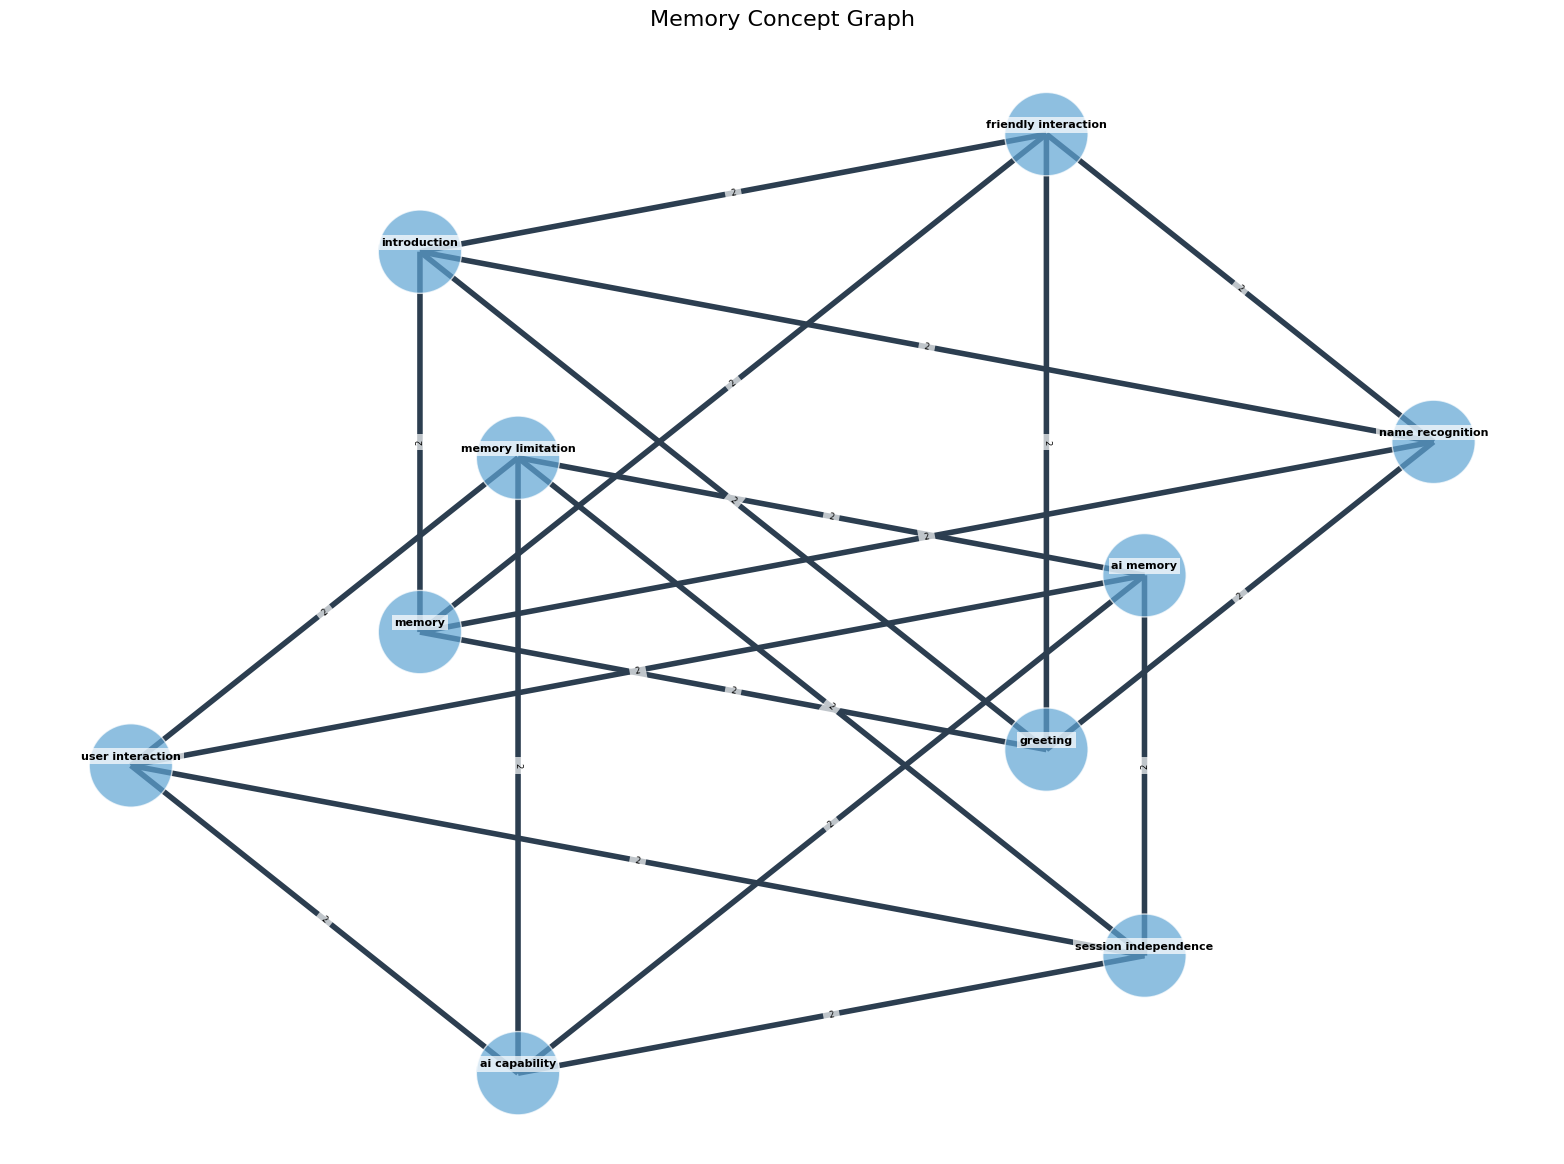 Memory Concept Graph
friendly interaction
2
introduction
2
2
2
name recognition
2
2
memory limitation
2
2
2
ai memory
2
2
memory
2
2
greeting
2
user interaction
2
2
2
2
2
session independence
2
2
ai capability